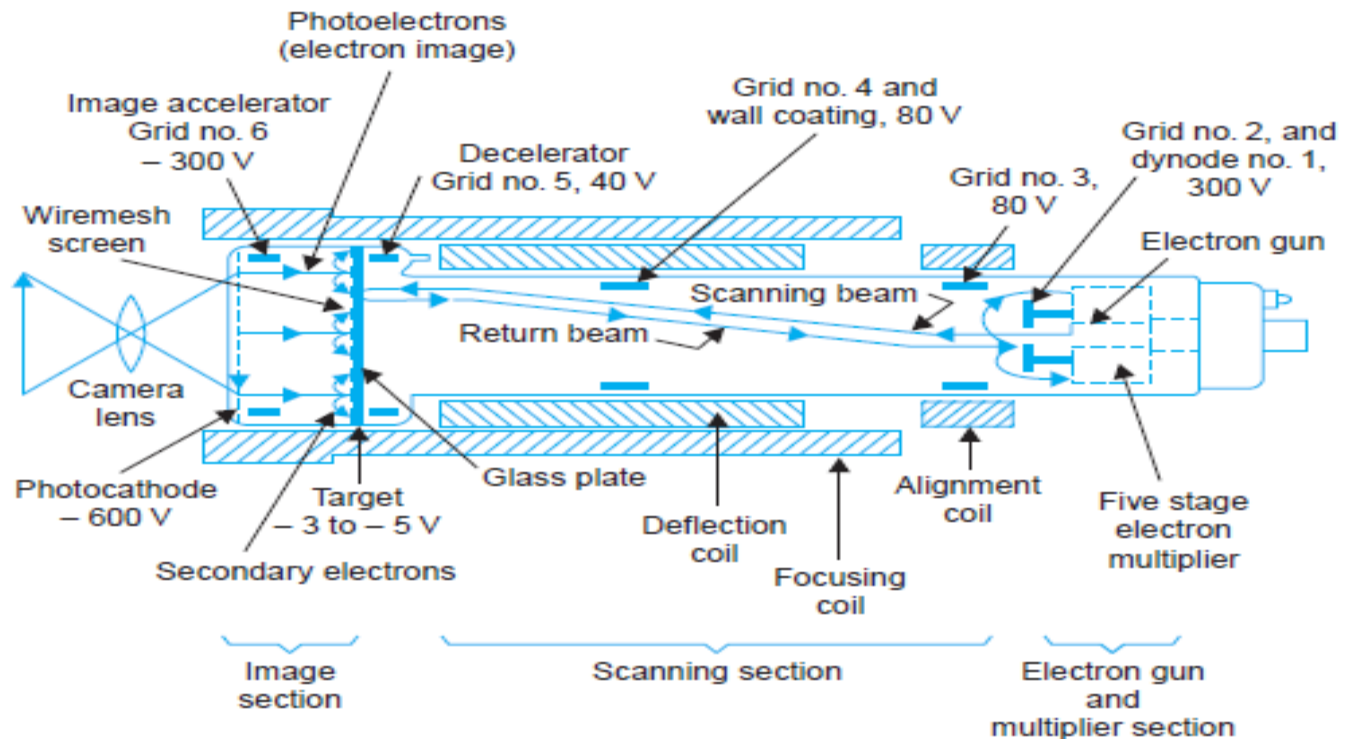 Photoelectrons
(electron image)
Image accelerator
Grid no. 6
– 300 V
Decelerator
Grid no. 5, 40 V
Grid no. 4 and
wall coating, 80 V
Grid no. 3,
80 V
Grid no. 2, and
dynode no. 1,
300 V
Electron gun
Wiremesh
screen
Scanning beam
Return beam
Camera
lens
Photocathode
– 600 V
Target
– 3 to – 5 V
Glass plate
Secondary electrons
Deflection
coil
Focusing
coil
Alignment
coil
Five stage
electron
multiplier
Image
section
Scanning section
Electron gun
and
multiplier section